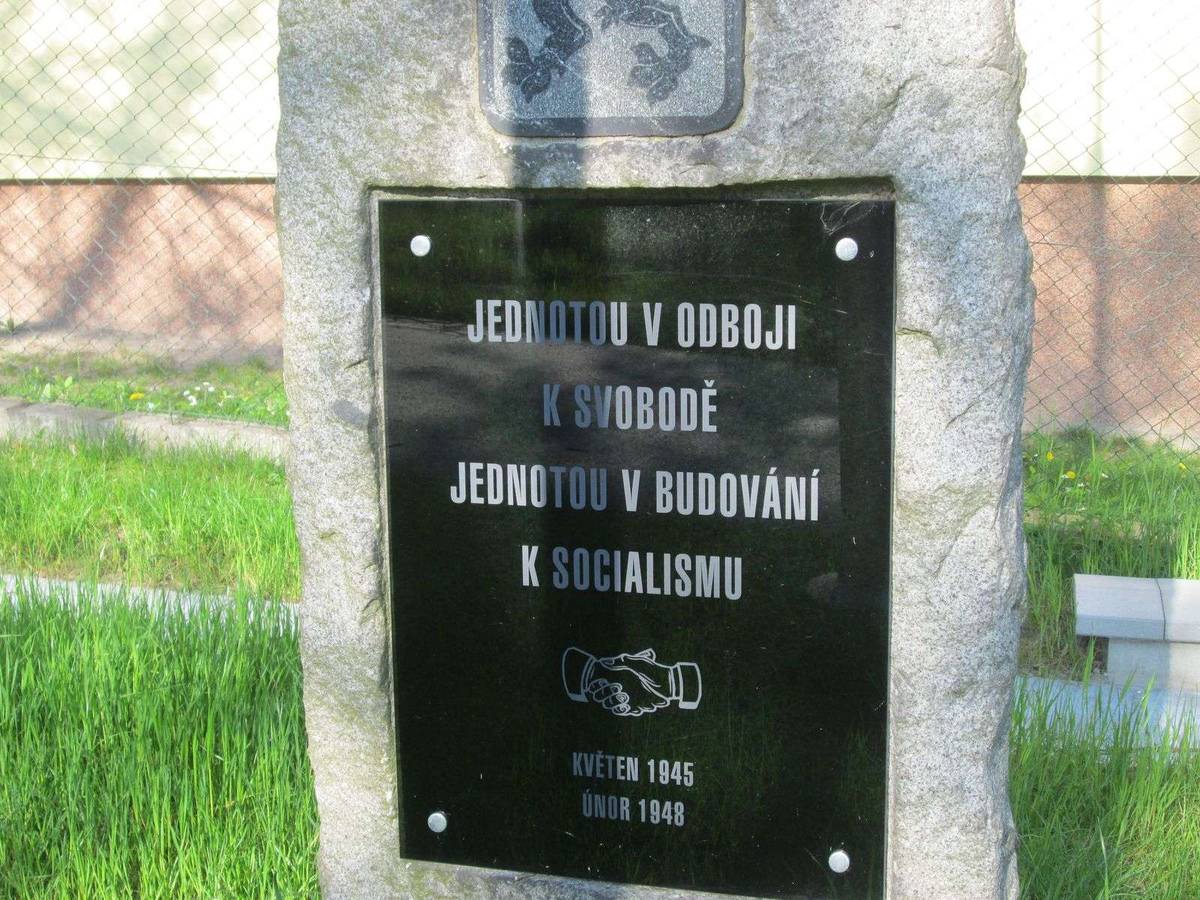 JEDNOTOU V ODBOJI
K SVOBODĚ
JEDNOTOU V BUDOVÁNÍ
K SOCIALISMU
KVĚTEN 1945
ÚNOR 1948